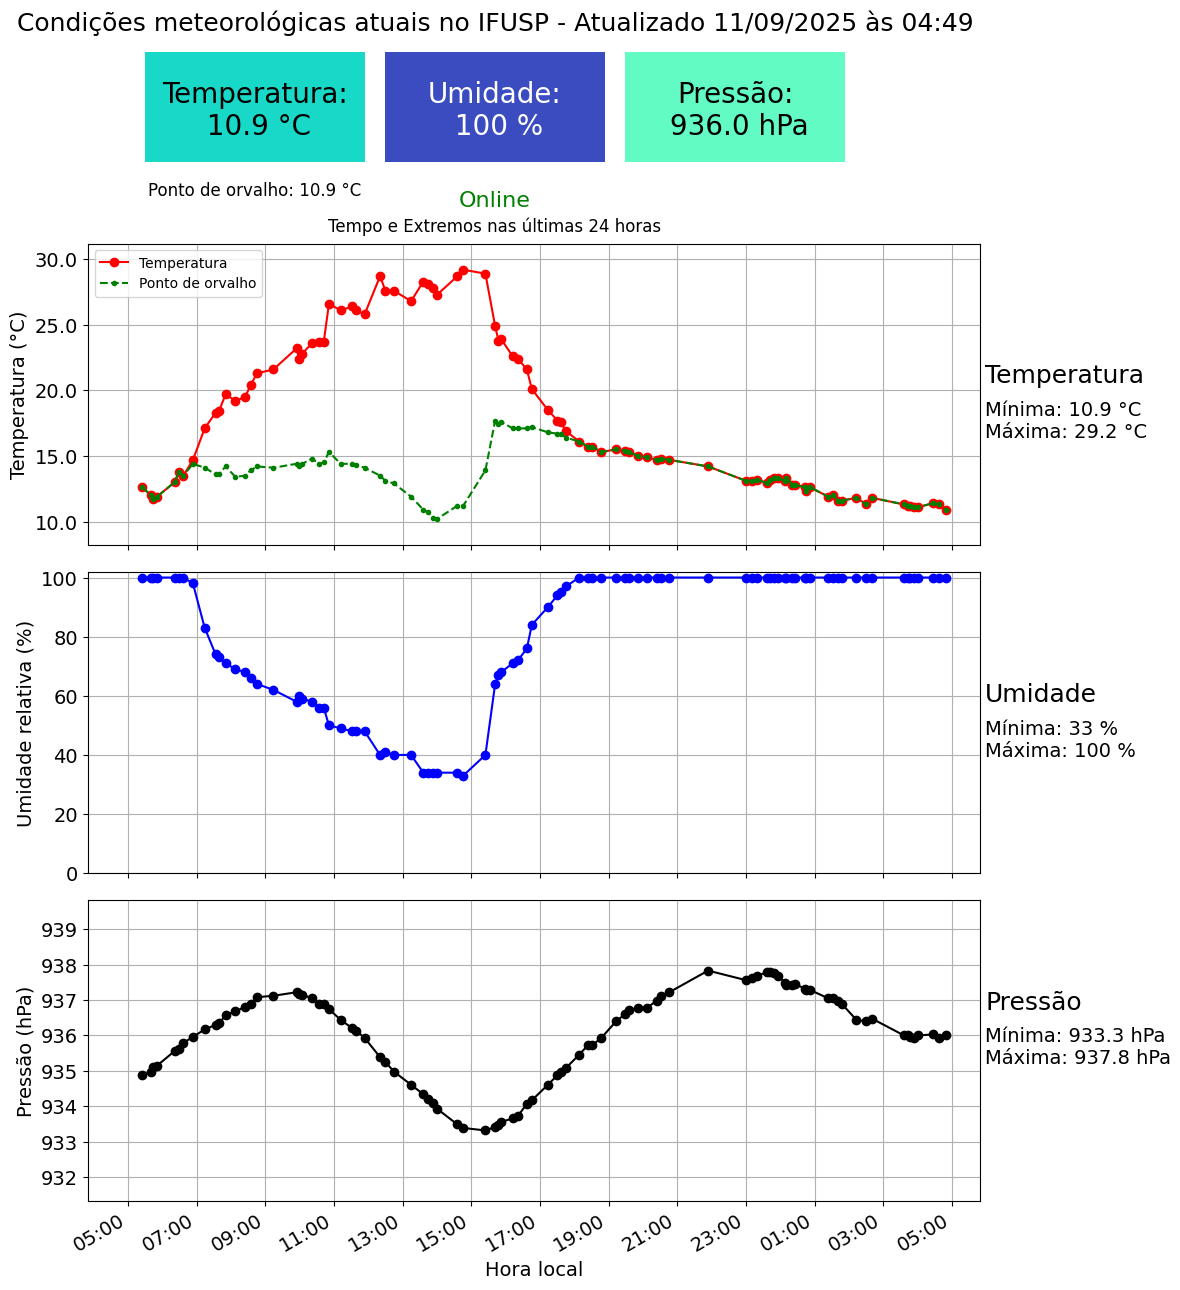 Condições meteorológicas atuais no IFUSP - Atualizado 11/09/2025 às 04:49
Temperatura:
10.9 °C
Umidade:
100 %
Pressão:
936.0 hPa
Ponto de orvalho: 10.9 °C
Online
Tempo e Extremos nas últimas 24 horas
Temperatura
Ponto de orvalho
Temperatura (°C)
30.0
25.0
20.0
15.0
10.0
Temperatura
Mínima: 10.9 °C
Máxima: 29.2 °C
Umidade relativa (%)
100
80
60
40
20
0
Umidade
Mínima: 33 %
Máxima: 100 %
Pressão (hPa)
939
938
937
936
935
934
933
932
Pressão
Mínima: 933.3 hPa
Máxima: 937.8 hPa
05:00 07:00 09:00 11:00 13:00 15:00 17:00 19:00 21:00 23:00 01:00 03:00 05:00
Hora local